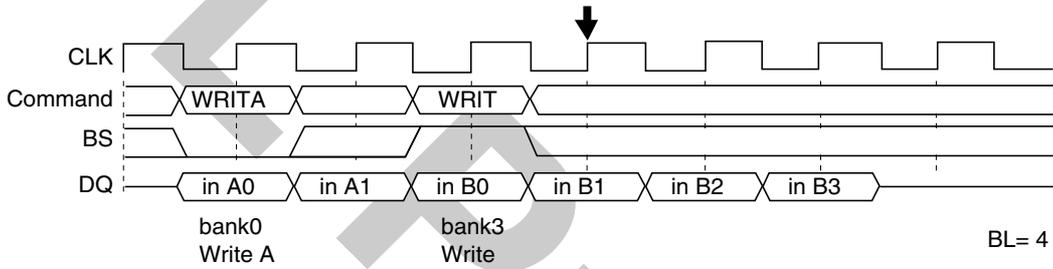 CLK
Command WRITA WRIT
BS
DQ in A0 in A1 in B0 in B1 in B2 in B3
bank0 bank3
Write A Write BL= 4